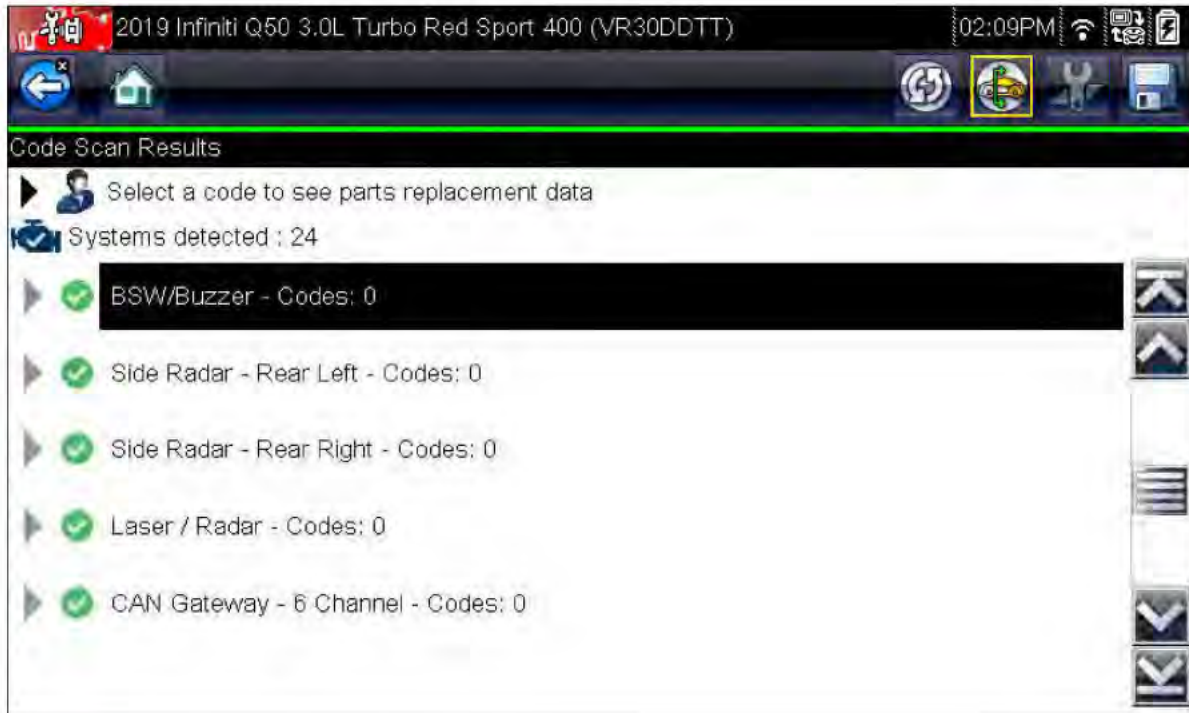 2019 Infiniti Q50 3.0L Turbo Red Sport 400 (VR30DDTT) 02:09PM
Code Scan Results
Select a code to see parts replacement data
Systems detected : 24
BSW/Buzzer - Codes: 0
Side Radar - Rear Left - Codes: 0
Side Radar - Rear Right - Codes: 0
Laser / Radar - Codes: 0
CAN Gateway - 6 Channel - Codes: 0